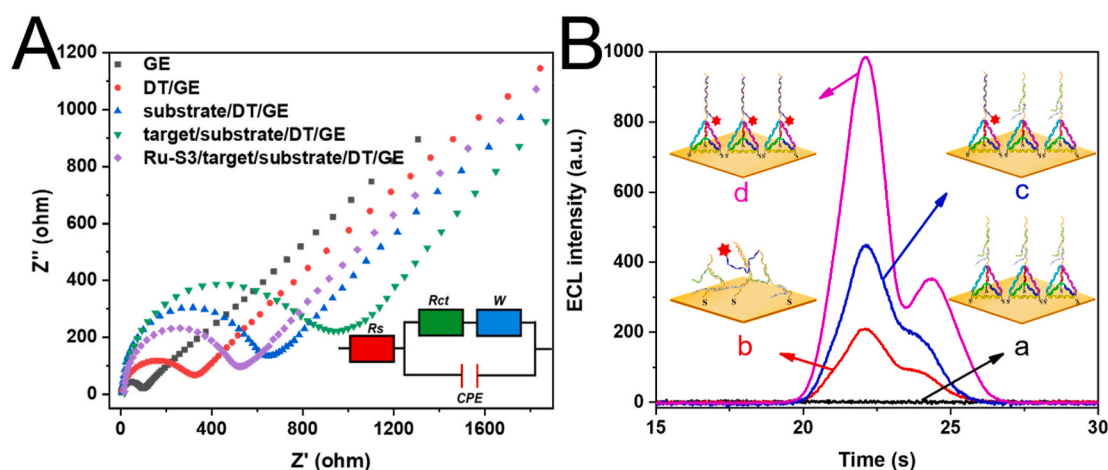 A
1200
1000
800
600
400
200
0
Z'' (ohm)
GE
DT/GE
substrate/DT/GE
target/substrate/DT/GE
Ru-S3/target/substrate/DT/GE
Rs
Rct
W
CPE
0
400
800
1200
1600
Z' (ohm)
B
1000
800
600
400
200
0
ECL intensity (a.u.)
d
c
b
a
S
S
15
20
25
30
Time (s)